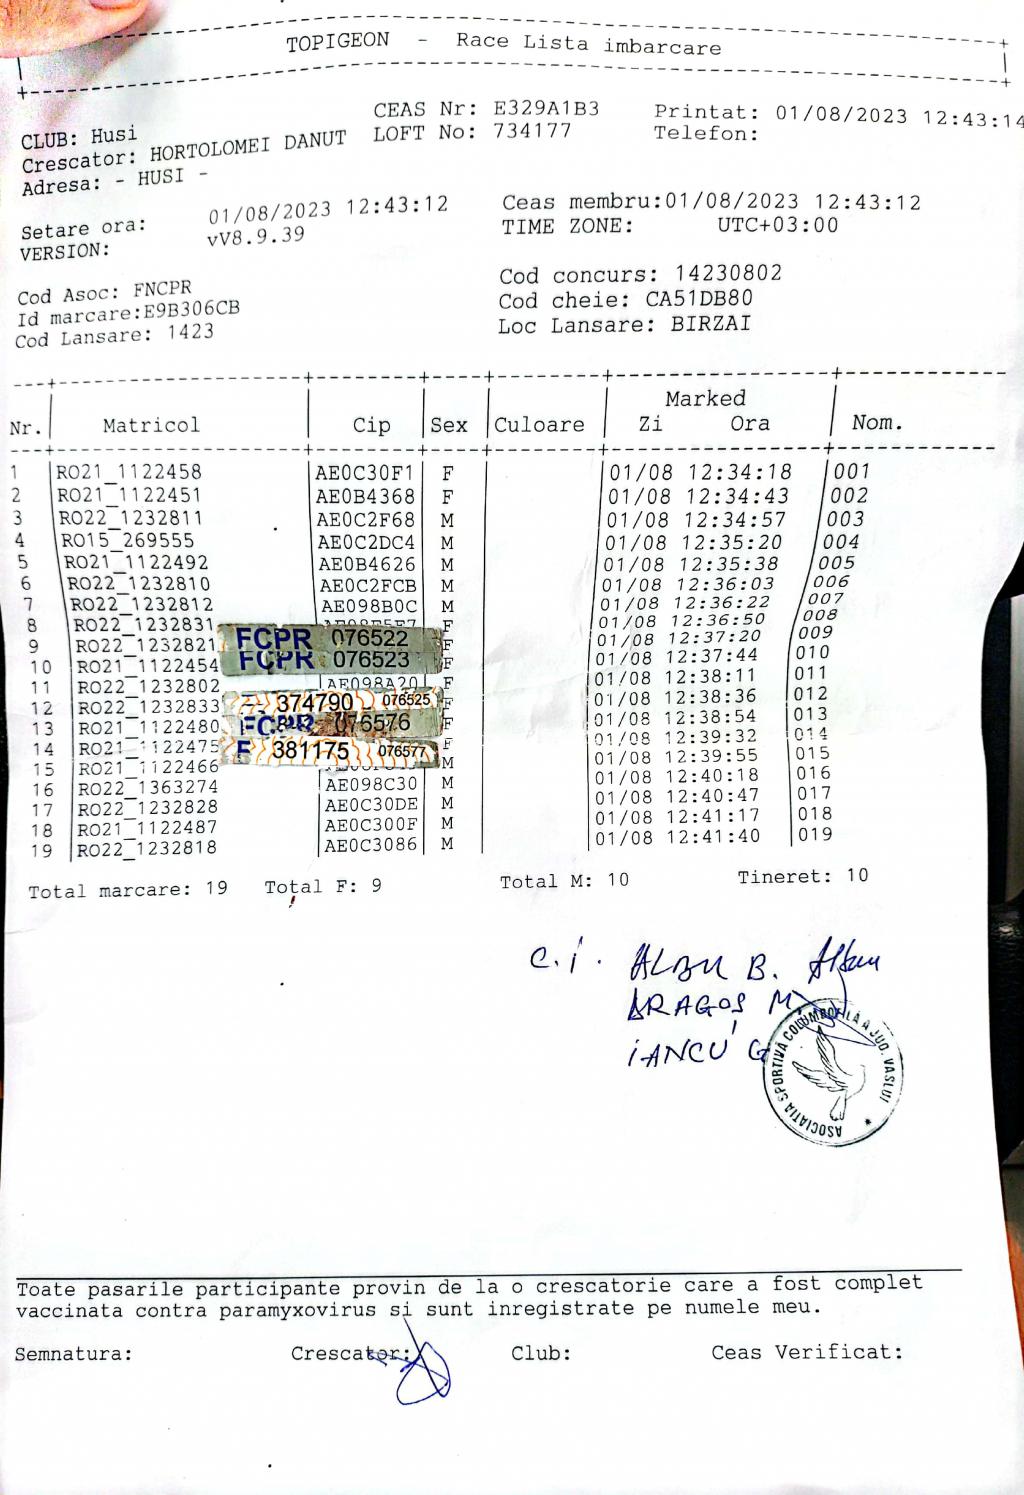 TOPIGEON - Race Lista imbarcare
CEAS Nr: E329A1B3 Printat: 01/08/2023 12:43:14
CLUB: Husi LOFT No: 734177 Telefon:
Crescator: HORTOLOMEI DANUT
Adresa: - HUSI -
Setare ora: 01/08/2023 12:43:12 Ceas membru:01/08/2023 12:43:12
VERSION: vV8.9.39 TIME ZONE: UTC+03:00
Cod Asoc: FNCPR Cod concurs: 14230802
Id marcare:E9B306CB Cod cheie: CA51DB80
Cod Lansare: 1423 Loc Lansare: BIRZAI
Marked
Nr. Matricol Cip Sex Culoare Zi Ora Nom.
1 RO21_1122458 AE0C30F1 F 01/08 12:34:18 001
2 RO21_1122451 AE0B4368 F 01/08 12:34:43 002
3 RO22_1232811 AE0C2F68 M 01/08 12:34:57 003
4 RO15_269555 AE0C2DC4 M 01/08 12:35:20 004
5 RO21_1122492 AE0B4626 M 01/08 12:35:38 005
6 RO22_1232810 AE0C2FCB M 01/08 12:36:03 006
7 RO22_1232812 AE098B0C M 01/08 12:36:22 007
8 RO22_1232831 F 01/08 12:36:50 008
9 RO22_1232821 FCPR 076522 F 01/08 12:37:20 009
10 RO21_1122454 FCPR 076523 F 01/08 12:37:44 010
11 RO22_1232802 AE098A20 F 01/08 12:38:11 011
12 RO22_1232833 374790 076525 F 01/08 12:38:36 012
13 RO21_1122480 FCPR 076576 F 01/08 12:38:54 013
14 RO21_1122475 F 381175 076577 F 01/08 12:39:32 014
15 RO21_1122466 M 01/08 12:39:55 015
16 RO22_1363274 AE098C30 M 01/08 12:40:18 016
17 RO22_1232828 AE0C30DE M 01/08 12:40:47 017
18 RO21_1122487 AE0C300F M 01/08 12:41:17 018
19 RO22_1232818 AE0C3086 M 01/08 12:41:40 019
Total marcare: 19 Total F: 9 Total M: 10 Tineret: 10
C.I. ALBU B. Albu
DRAGOS M
IANCU G
ASOCIATIA SPORTIVĂ COLUMBOFILĂ A JUD. VASLUI
Toate pasarile participante provin de la o crescatorie care a fost complet
vaccinata contra paramyxovirus si sunt inregistrate pe numele meu.
Semnatura: Crescator: Club: Ceas Verificat: